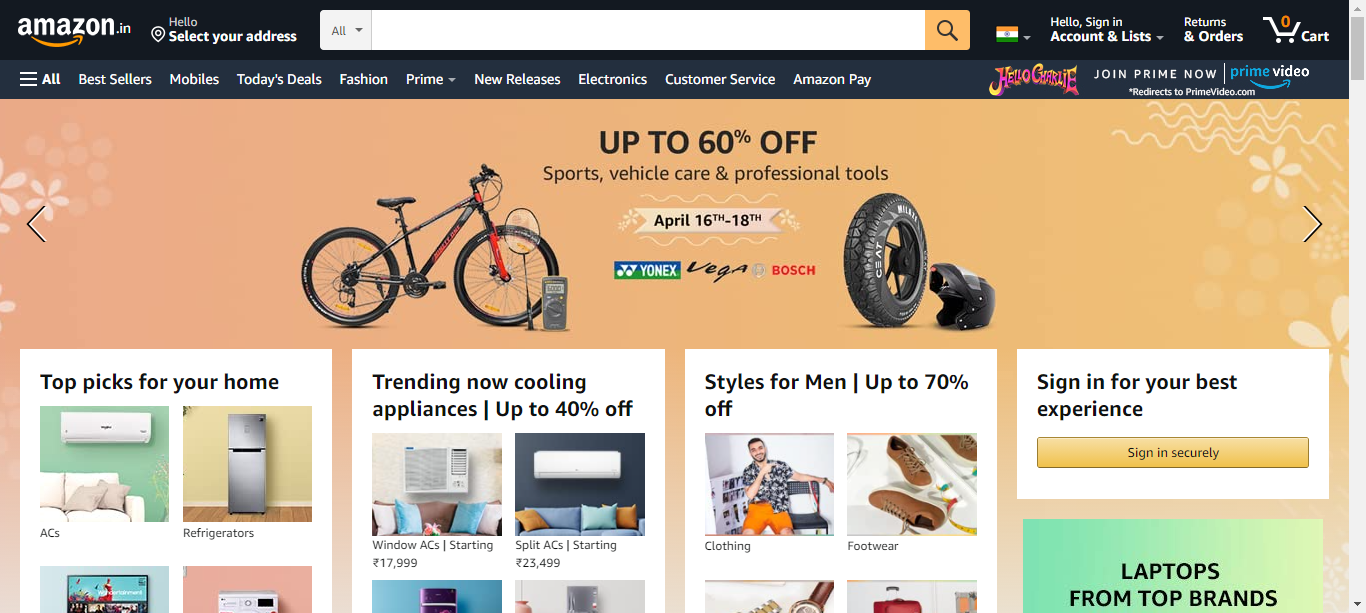 amazon.in
Hello
Select your address
All
Hello, Sign in
Account & Lists
Returns
& Orders
0
Cart
All
Best Sellers
Mobiles
Today's Deals
Fashion
Prime
New Releases
Electronics
Customer Service
Amazon Pay
HELLO CHARLIE
JOIN PRIME NOW
prime video
*Redirects to PrimeVideo.com
UP TO 60% OFF
Sports, vehicle care & professional tools
April 16TH-18TH
YONEX
Vega
BOSCH
MILAZE
CEAT
Top picks for your home
ACs
Refrigerators
Trending now cooling
appliances | Up to 40% off
Window ACs | Starting
₹17,999
Split ACs | Starting
₹23,499
Styles for Men | Up to 70%
off
Clothing
Footwear
Sign in for your best
experience
Sign in securely
LAPTOPS
FROM TOP BRANDS